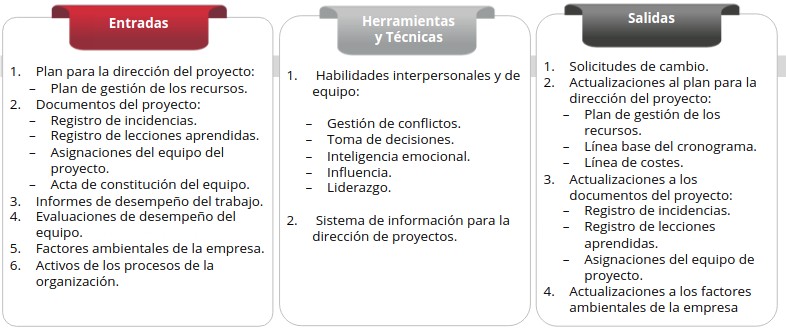 Entradas
1. Plan para la dirección del proyecto:
– Plan de gestión de los recursos.
2. Documentos del proyecto:
– Registro de incidencias.
– Registro de lecciones aprendidas.
– Asignaciones del equipo del
proyecto.
– Acta de constitución del equipo.
3. Informes de desempeño del trabajo.
4. Evaluaciones de desempeño del
equipo.
5. Factores ambientales de la empresa.
6. Activos de los procesos de la
organización.
Herramientas
y Técnicas
1. Habilidades interpersonales y de
equipo:
– Gestión de conflictos.
– Toma de decisiones.
– Inteligencia emocional.
– Influencia.
– Liderazgo.
2. Sistema de información para la
dirección de proyectos.
Salidas
1. Solicitudes de cambio.
2. Actualizaciones al plan para la
dirección del proyecto:
– Plan de gestión de los
recursos.
– Línea base del cronograma.
– Línea de costes.
3. Actualizaciones a los
documentos del proyecto:
– Registro de incidencias.
– Registro de lecciones
aprendidas.
– Asignaciones del equipo de
proyecto.
4. Actualizaciones a los factores
ambientales de la empresa